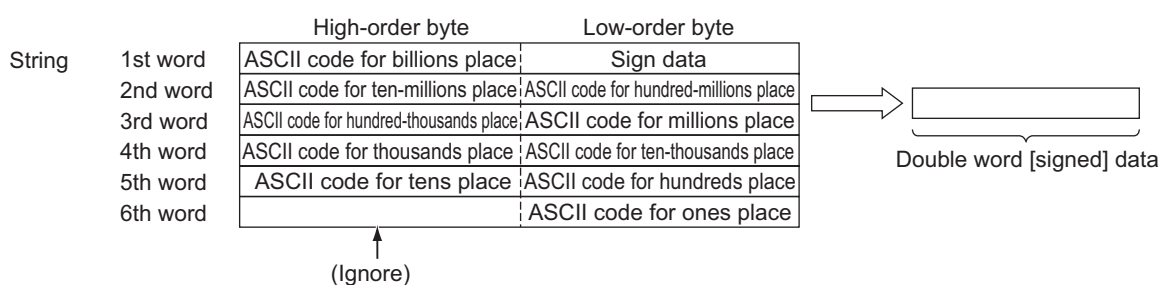 High-order byte Low-order byte
String 1st word ASCII code for billions place Sign data
2nd word ASCII code for ten-millions place ASCII code for hundred-millions place
3rd word ASCII code for hundred-thousands place ASCII code for millions place
4th word ASCII code for thousands place ASCII code for ten-thousands place
5th word ASCII code for tens place ASCII code for hundreds place
6th word ASCII code for ones place
Double word [signed] data
(Ignore)